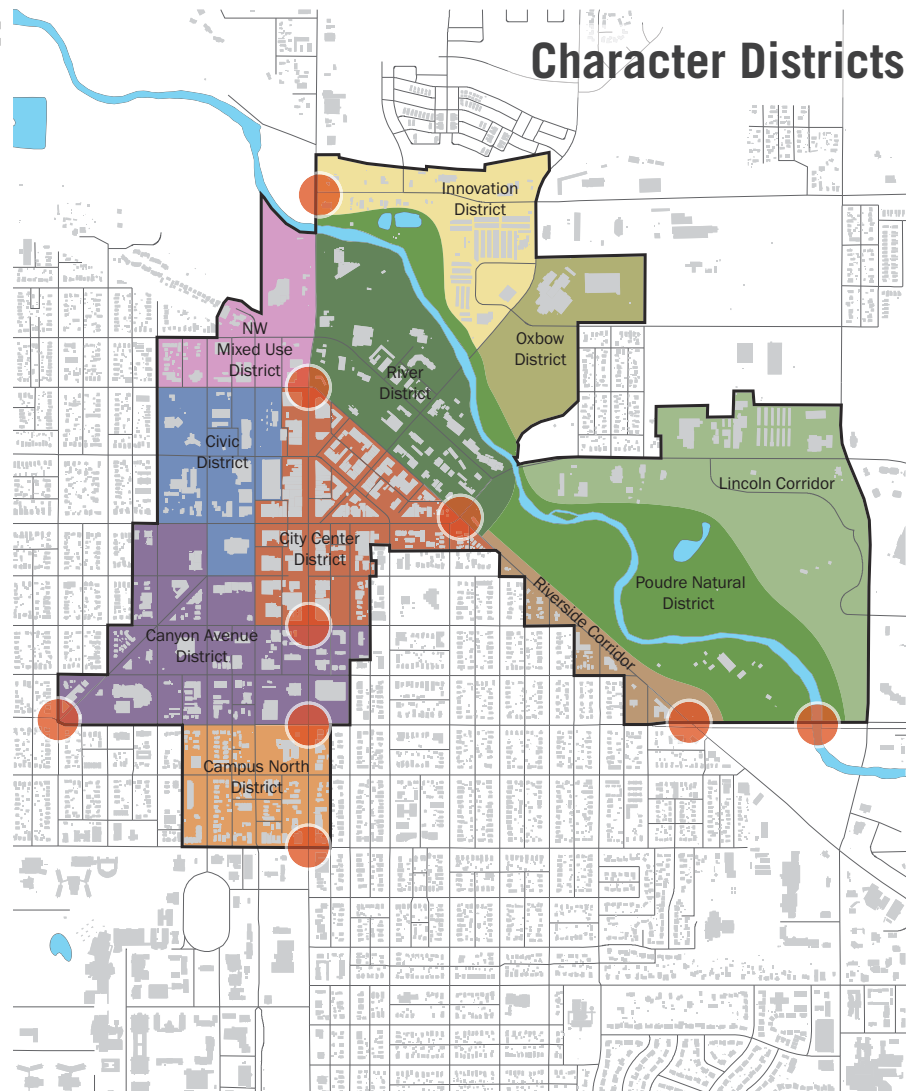 Character Districts
Innovation
District
NW
Mixed Use
District
Oxbow
District
River
District
Civic
District
Lincoln Corridor
City Center
District
Poudre Natural
District
Riverside Corridor
Canyon Avenue
District
Campus North
District